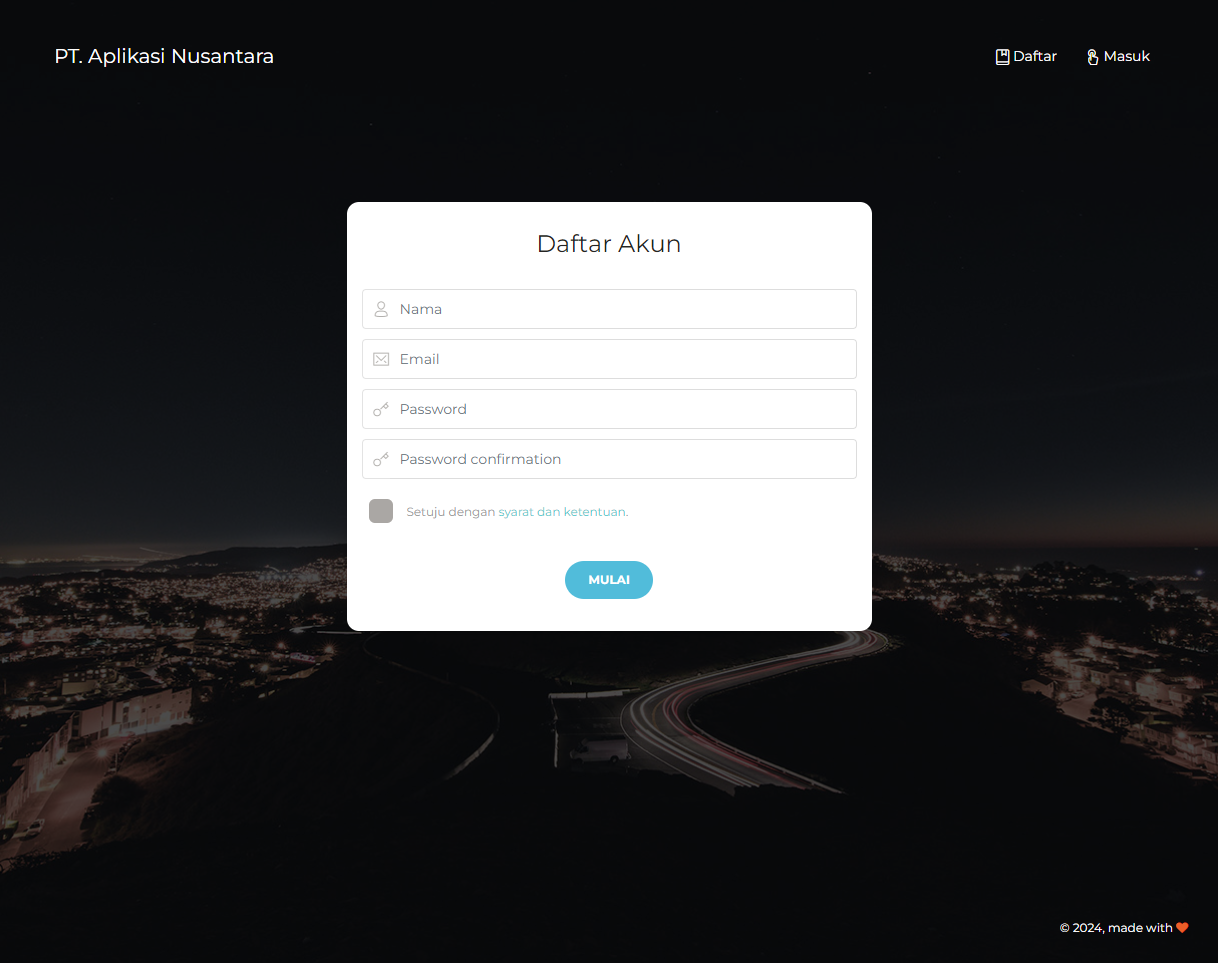 PT. Aplikasi Nusantara
Daftar
Masuk
Daftar Akun
Nama
Email
Password
Password confirmation
Setuju dengan syarat dan ketentuan.
MULAI
© 2024, made with